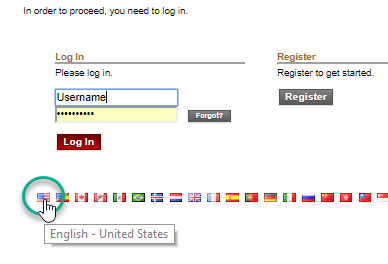 In order to proceed, you need to log in.
Log In
Please log in.
Username
••••••••••
Forgot?
Log In
Register
Register to get started.
Register
English - United States